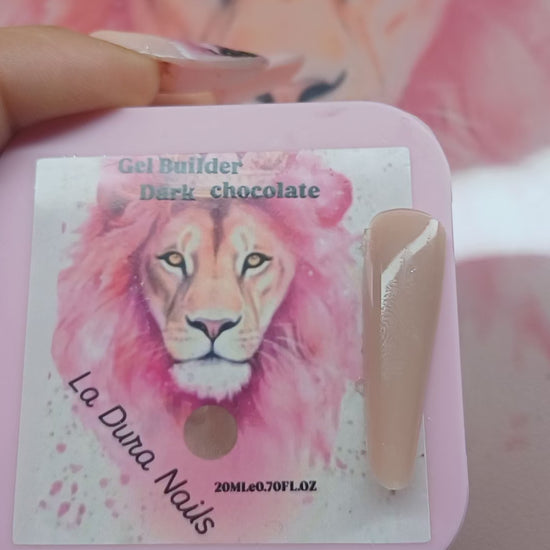 Gel Builder
Dark chocolate
La Dura Nails
20MLe0.70FL.OZ